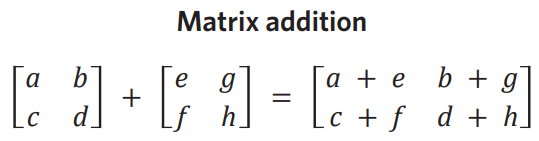 Matrix addition
[a b] + [e g] = [a + e b + g]
[c d] [f h] [c + f d + h]